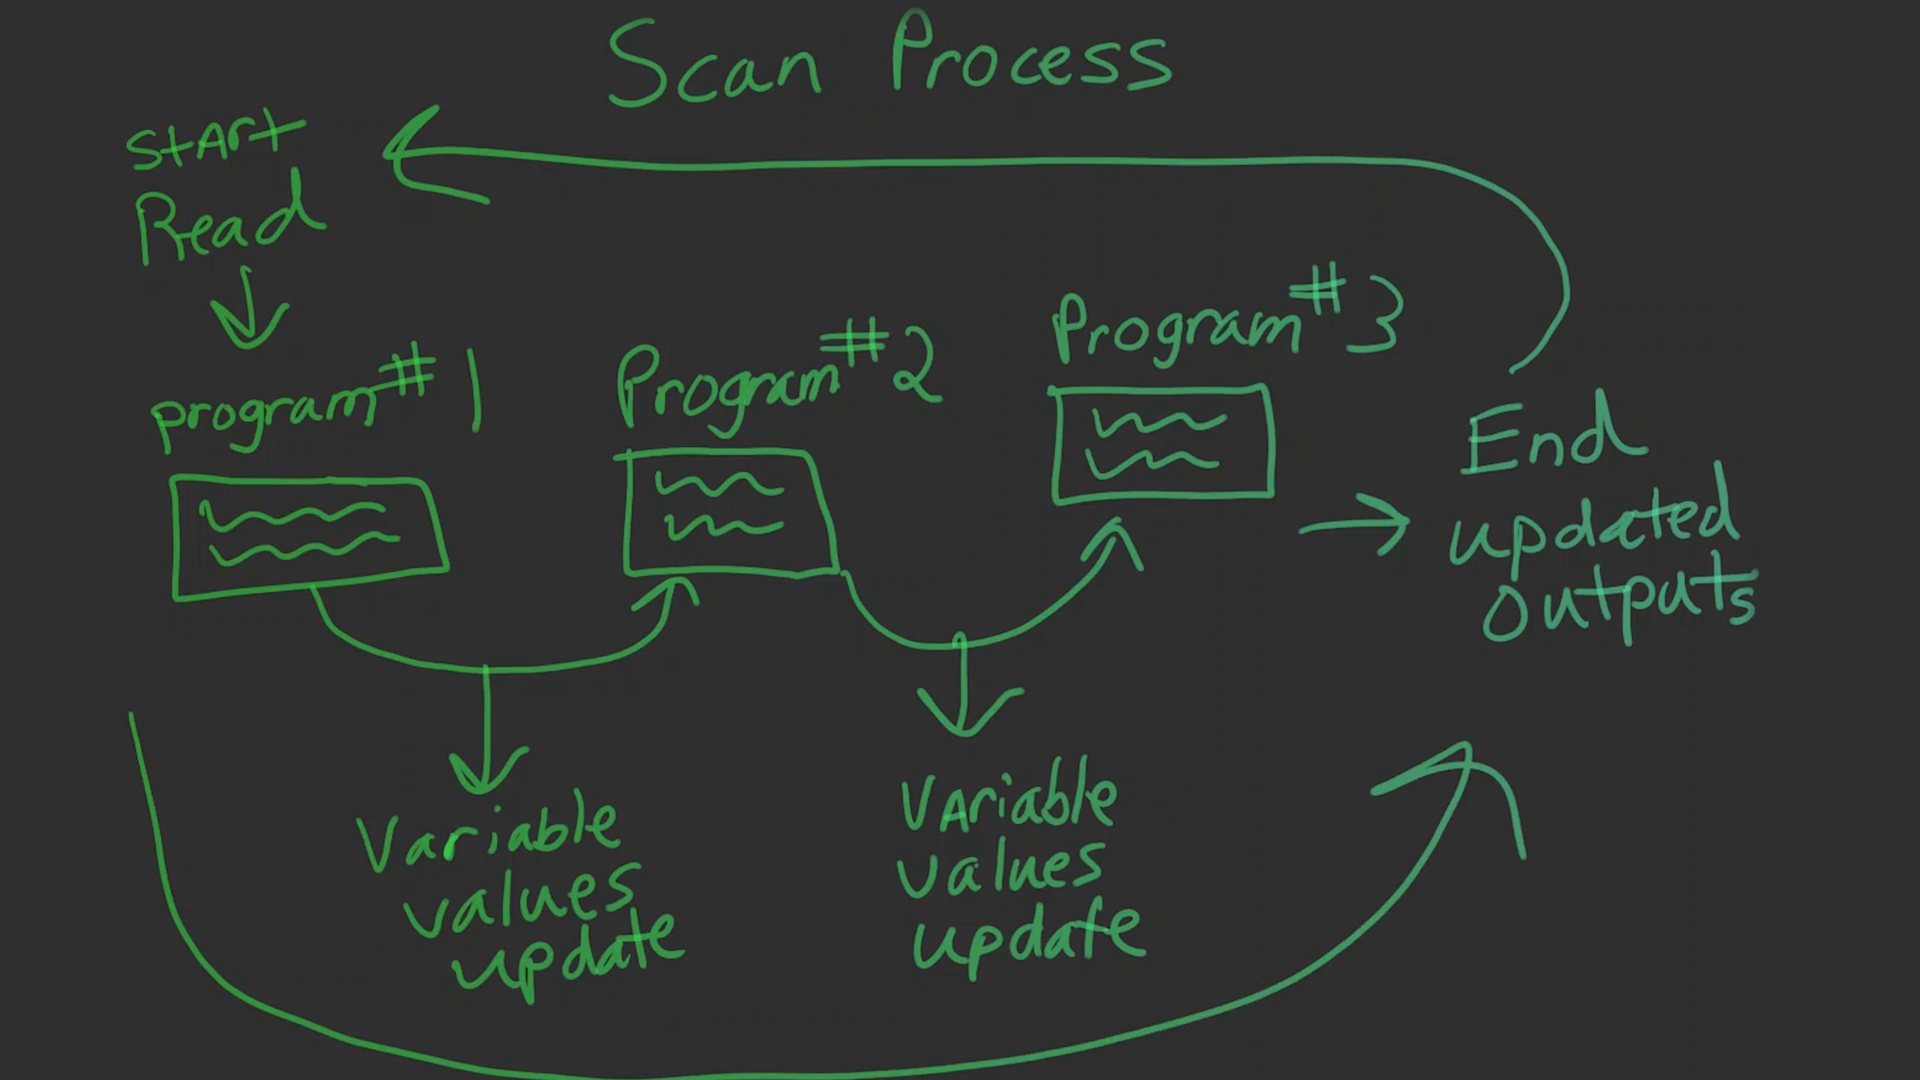 Scan Process
Start
Read
program #1
Program #2
Program #3
End
updated
outputs
Variable
values
update
Variable
values
update